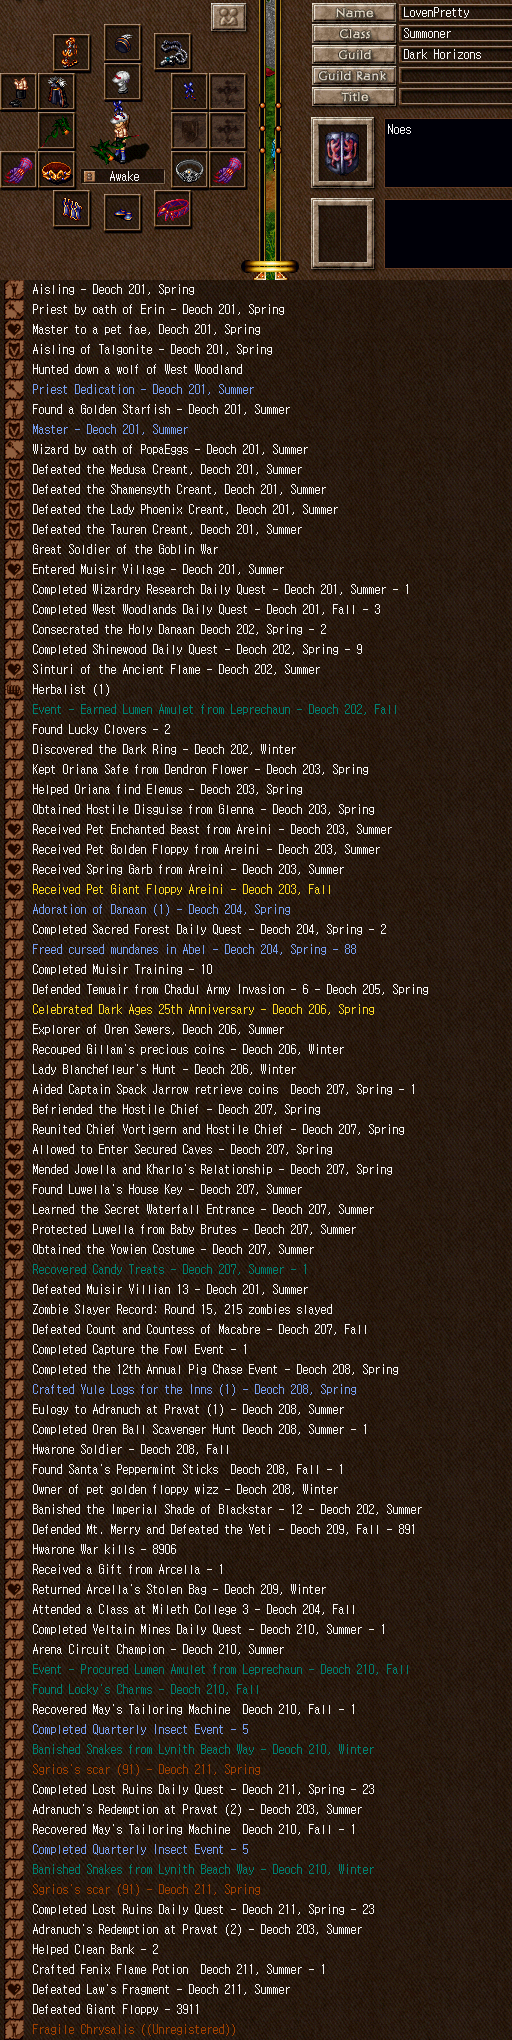 Name LovenPretty
Class Summoner
Guild Dark Horizons
Guild Rank
Title
Noes
Awake
Aisling - Deoch 201, Spring
Priest by oath of Erin - Deoch 201, Spring
Master to a pet fae, Deoch 201, Spring
Aisling of Talgonite - Deoch 201, Spring
Hunted down a wolf of West Woodland
Priest Dedication - Deoch 201, Summer
Found a Golden Starfish - Deoch 201, Summer
Master - Deoch 201, Summer
Wizard by oath of PopaEggs - Deoch 201, Summer
Defeated the Medusa Creant, Deoch 201, Summer
Defeated the Shamensyth Creant, Deoch 201, Summer
Defeated the Lady Phoenix Creant, Deoch 201, Summer
Defeated the Tauren Creant, Deoch 201, Summer
Great Soldier of the Goblin War
Entered Muisir Village - Deoch 201, Summer
Completed Wizardry Research Daily Quest - Deoch 201, Summer - 1
Completed West Woodlands Daily Quest - Deoch 201, Fall - 3
Consecrated the Holy Danaan Deoch 202, Spring - 2
Completed Shinewood Daily Quest - Deoch 202, Spring - 9
Sinturi of the Ancient Flame - Deoch 202, Summer
Herbalist (1)
Event - Earned Lumen Amulet from Leprechaun - Deoch 202, Fall
Found Lucky Clovers - 2
Discovered the Dark Ring - Deoch 202, Winter
Kept Oriana Safe from Dendron Flower - Deoch 203, Spring
Helped Oriana find Elemus - Deoch 203, Spring
Obtained Hostile Disguise from Glenna - Deoch 203, Spring
Received Pet Enchanted Beast from Areini - Deoch 203, Summer
Received Pet Golden Floppy from Areini - Deoch 203, Summer
Received Spring Garb from Areini - Deoch 203, Summer
Received Pet Giant Floppy Areini - Deoch 203, Fall
Adoration of Danaan (1) - Deoch 204, Spring
Completed Sacred Forest Daily Quest - Deoch 204, Spring - 2
Freed cursed mundanes in Abel - Deoch 204, Spring - 88
Completed Muisir Training - 10
Defended Temuair from Chadul Army Invasion - 6 - Deoch 205, Spring
Celebrated Dark Ages 25th Anniversary - Deoch 206, Spring
Explorer of Oren Sewers, Deoch 206, Summer
Recouped Gillam's precious coins - Deoch 206, Winter
Lady Blanchefleur's Hunt - Deoch 206, Winter
Aided Captain Spack Jarrow retrieve coins  Deoch 207, Spring - 1
Befriended the Hostile Chief - Deoch 207, Spring
Reunited Chief Vortigern and Hostile Chief - Deoch 207, Spring
Allowed to Enter Secured Caves - Deoch 207, Spring
Mended Jowella and Kharlo's Relationship - Deoch 207, Spring
Found Luwella's House Key - Deoch 207, Summer
Learned the Secret Waterfall Entrance - Deoch 207, Summer
Protected Luwella from Baby Brutes - Deoch 207, Summer
Obtained the Yowien Costume - Deoch 207, Summer
Recovered Candy Treats - Deoch 207, Summer - 1
Defeated Muisir Villian 13 - Deoch 201, Summer
Zombie Slayer Record: Round 15, 215 zombies slayed
Defeated Count and Countess of Macabre - Deoch 207, Fall
Completed Capture the Fowl Event - 1
Completed the 12th Annual Pig Chase Event - Deoch 208, Spring
Crafted Yule Logs for the Inns (1) - Deoch 208, Spring
Eulogy to Adranuch at Pravat (1) - Deoch 208, Summer
Completed Oren Ball Scavenger Hunt Deoch 208, Summer - 1
Hwarone Soldier - Deoch 208, Fall
Found Santa's Peppermint Sticks  Deoch 208, Fall - 1
Owner of pet golden floppy wizz - Deoch 208, Winter
Banished the Imperial Shade of Blackstar - 12 - Deoch 202, Summer
Defended Mt. Merry and Defeated the Yeti - Deoch 209, Fall - 891
Hwarone War kills - 8906
Received a Gift from Arcella - 1
Returned Arcella's Stolen Bag - Deoch 209, Winter
Attended a Class at Mileth College 3 - Deoch 204, Fall
Completed Veltain Mines Daily Quest - Deoch 210, Summer - 1
Arena Circuit Champion - Deoch 210, Summer
Event - Procured Lumen Amulet from Leprechaun - Deoch 210, Fall
Found Locky's Charms - Deoch 210, Fall
Recovered May's Tailoring Machine  Deoch 210, Fall - 1
Completed Quarterly Insect Event - 5
Banished Snakes from Lynith Beach Way - Deoch 210, Winter
Sgrios's scar (91) - Deoch 211, Spring
Completed Lost Ruins Daily Quest - Deoch 211, Spring - 23
Adranuch's Redemption at Pravat (2) - Deoch 203, Summer
Recovered May's Tailoring Machine  Deoch 210, Fall - 1
Completed Quarterly Insect Event - 5
Banished Snakes from Lynith Beach Way - Deoch 210, Winter
Sgrios's scar (91) - Deoch 211, Spring
Completed Lost Ruins Daily Quest - Deoch 211, Spring - 23
Adranuch's Redemption at Pravat (2) - Deoch 203, Summer
Helped Clean Bank - 2
Crafted Fenix Flame Potion  Deoch 211, Summer - 1
Defeated Law's Fragment - Deoch 211, Summer
Defeated Giant Floppy - 3911
Fragile Chrysalis ((Unregistered))